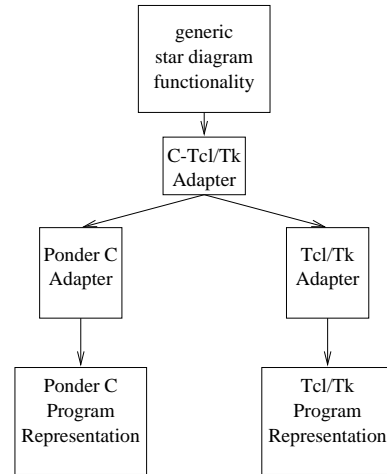 generic
star diagram
functionality
C-Tcl/Tk
Adapter
Ponder C
Adapter
Tcl/Tk
Adapter
Ponder C
Program
Representation
Tcl/Tk
Program
Representation